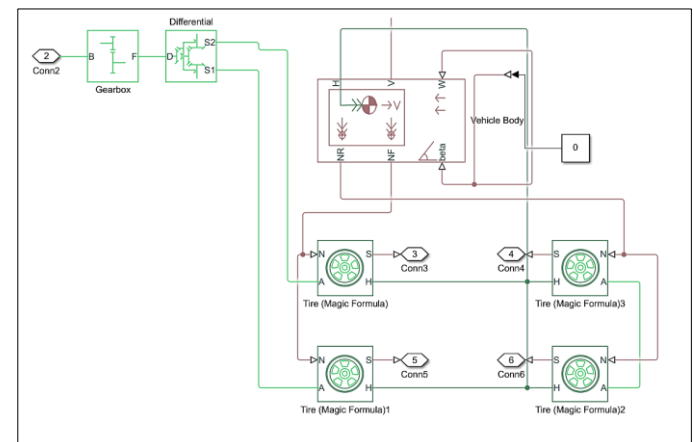 Differential
2
Conn2
B
F
Gearbox
D
S2
S1
H
V
W
V
NR
NF
beta
Vehicle Body
0
N
S
A
H
3
Conn3
Tire (Magic Formula)
4
Conn4
S
N
H
A
Tire (Magic Formula)3
N
S
A
H
5
Conn5
Tire (Magic Formula)1
6
Conn6
S
N
H
A
Tire (Magic Formula)2